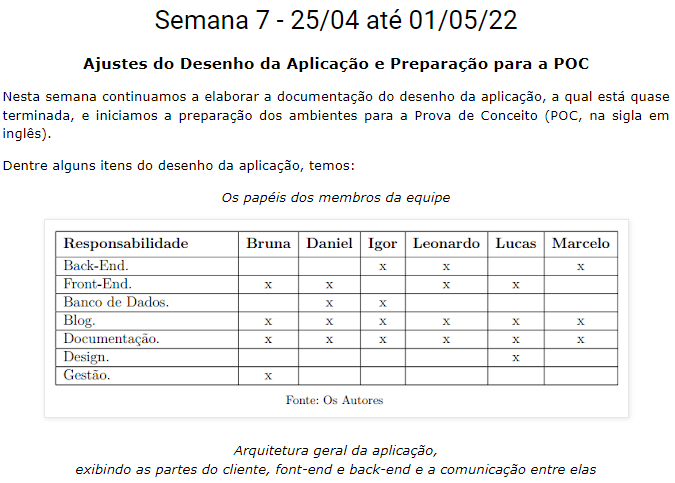 Semana 7 - 25/04 até 01/05/22
Ajustes do Desenho da Aplicação e Preparação para a POC
Nesta semana continuamos a elaborar a documentação do desenho da aplicação, a qual está quase
terminada, e iniciamos a preparação dos ambientes para a Prova de Conceito (POC, na sigla em
inglês).
Dentre alguns itens do desenho da aplicação, temos:
Os papéis dos membros da equipe
Responsabilidade Bruna Daniel Igor Leonardo Lucas Marcelo
Back-End. x x x
Front-End. x x x x
Banco de Dados. x x
Blog. x x x x x x
Documentação. x x x x x x
Design. x
Gestão. x
Fonte: Os Autores
Arquitetura geral da aplicação,
exibindo as partes do cliente, font-end e back-end e a comunicação entre elas